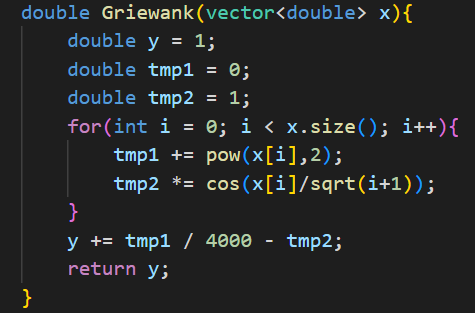 double Griewank(vector<double> x){
    double y = 1;
    double tmp1 = 0;
    double tmp2 = 1;
    for(int i = 0; i < x.size(); i++){
        tmp1 += pow(x[i],2);
        tmp2 *= cos(x[i]/sqrt(i+1));
    }
    y += tmp1 / 4000 - tmp2;
    return y;
}